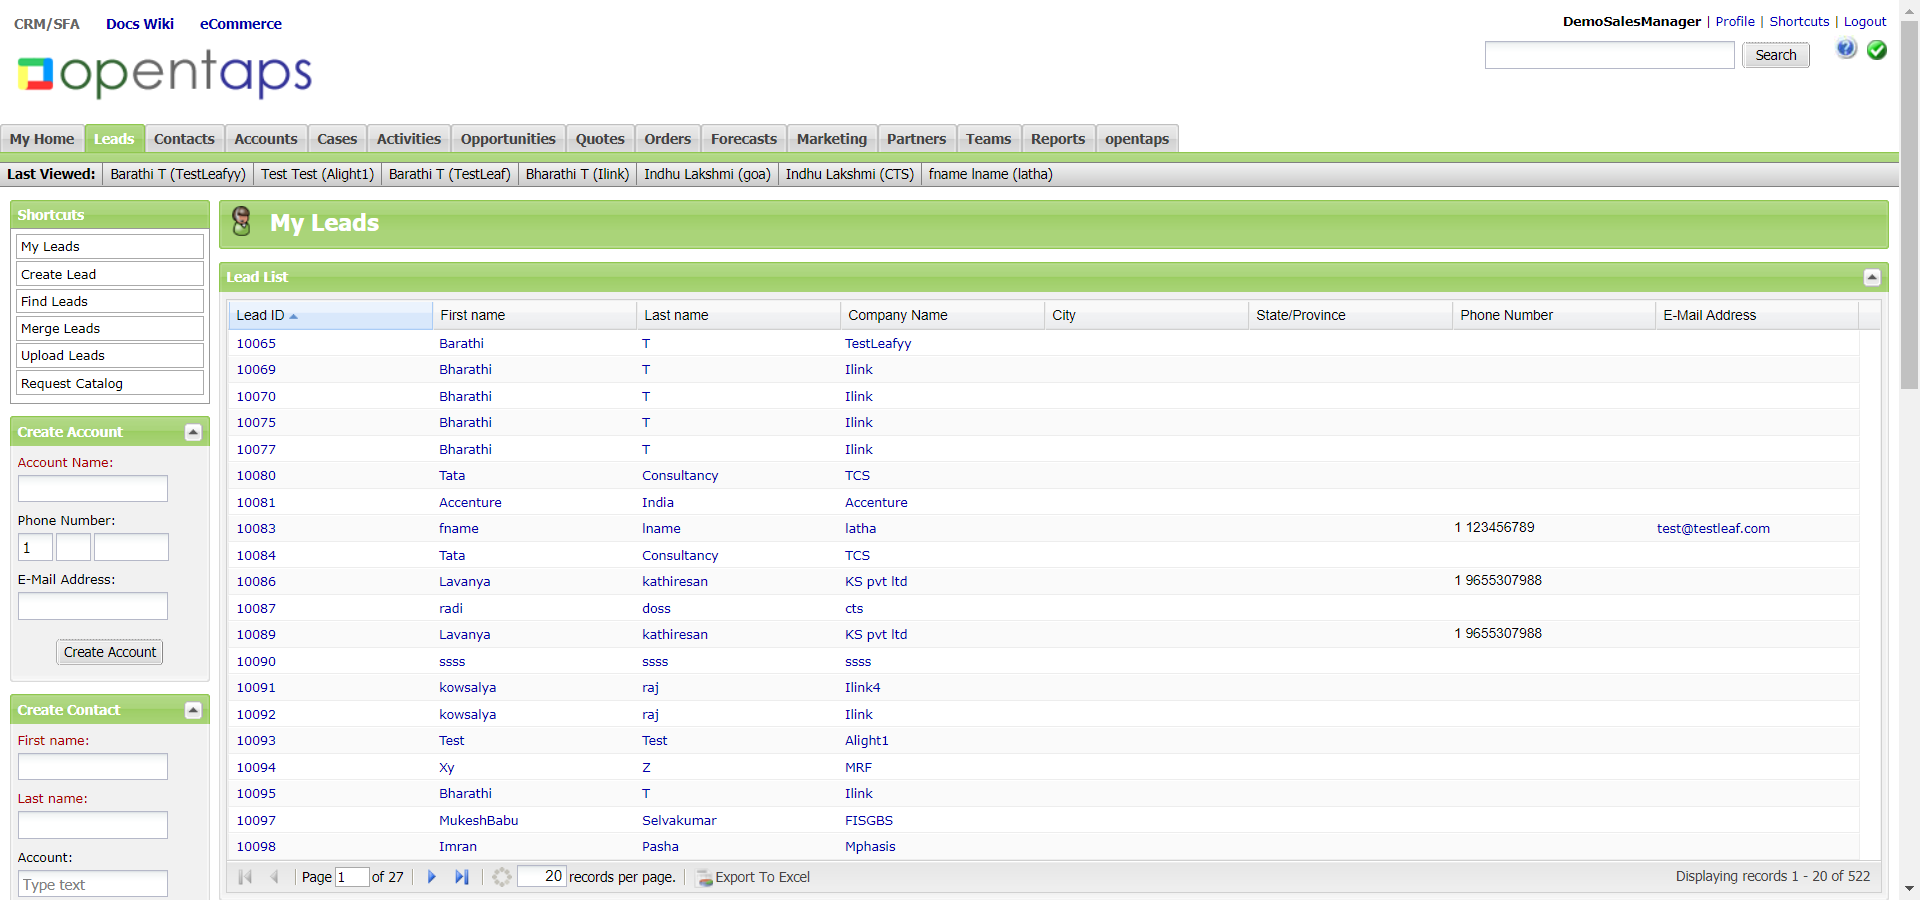 CRM/SFA Docs Wiki eCommerce
DemoSalesManager | Profile | Shortcuts | Logout
Search
opentaps
My Home Leads Contacts Accounts Cases Activities Opportunities Quotes Orders Forecasts Marketing Partners Teams Reports opentaps
Last Viewed: Barathi T (TestLeafyy) Test Test (Alight1) Barathi T (TestLeaf) Bharathi T (Ilink) Indhu Lakshmi (goa) Indhu Lakshmi (CTS) fname lname (latha)
Shortcuts
My Leads
Create Lead
Find Leads
Merge Leads
Upload Leads
Request Catalog
Create Account
Account Name:
Phone Number:
1
E-Mail Address:
Create Account
Create Contact
First name:
Last name:
Account:
Type text
My Leads
Lead List
Lead ID First name Last name Company Name City State/Province Phone Number E-Mail Address
10065 Barathi T TestLeafyy
10069 Bharathi T Ilink
10070 Bharathi T Ilink
10075 Bharathi T Ilink
10077 Bharathi T Ilink
10080 Tata Consultancy TCS
10081 Accenture India Accenture
10083 fname lname latha 1 123456789 test@testleaf.com
10084 Tata Consultancy TCS
10086 Lavanya kathiresan KS pvt ltd 1 9655307988
10087 radi doss cts
10089 Lavanya kathiresan KS pvt ltd 1 9655307988
10090 ssss ssss ssss
10091 kowsalya raj Ilink4
10092 kowsalya raj Ilink
10093 Test Test Alight1
10094 Xy Z MRF
10095 Bharathi T Ilink
10097 MukeshBabu Selvakumar FISGBS
10098 Imran Pasha Mphasis
Page 1 of 27 20 records per page. Export To Excel Displaying records 1 - 20 of 522